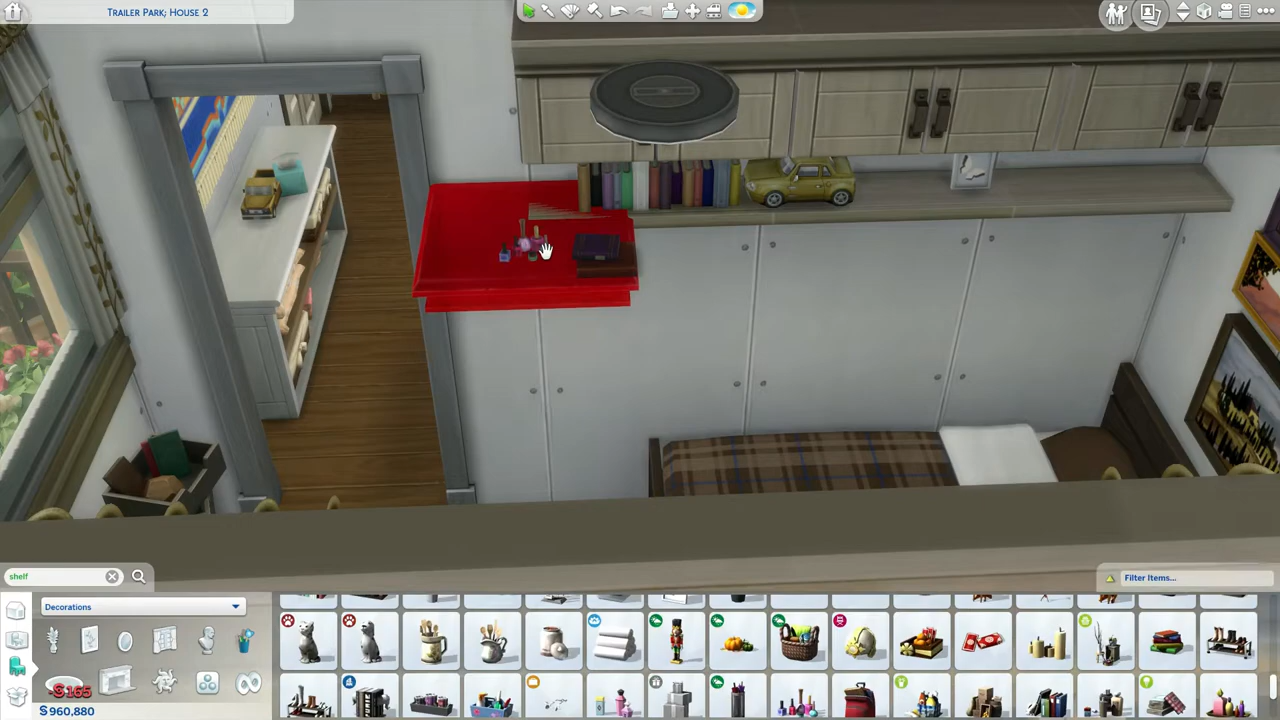 TRAILER PARK; HOUSE 2
shelf
Filter Items...
Decorations
-§165
§960,880